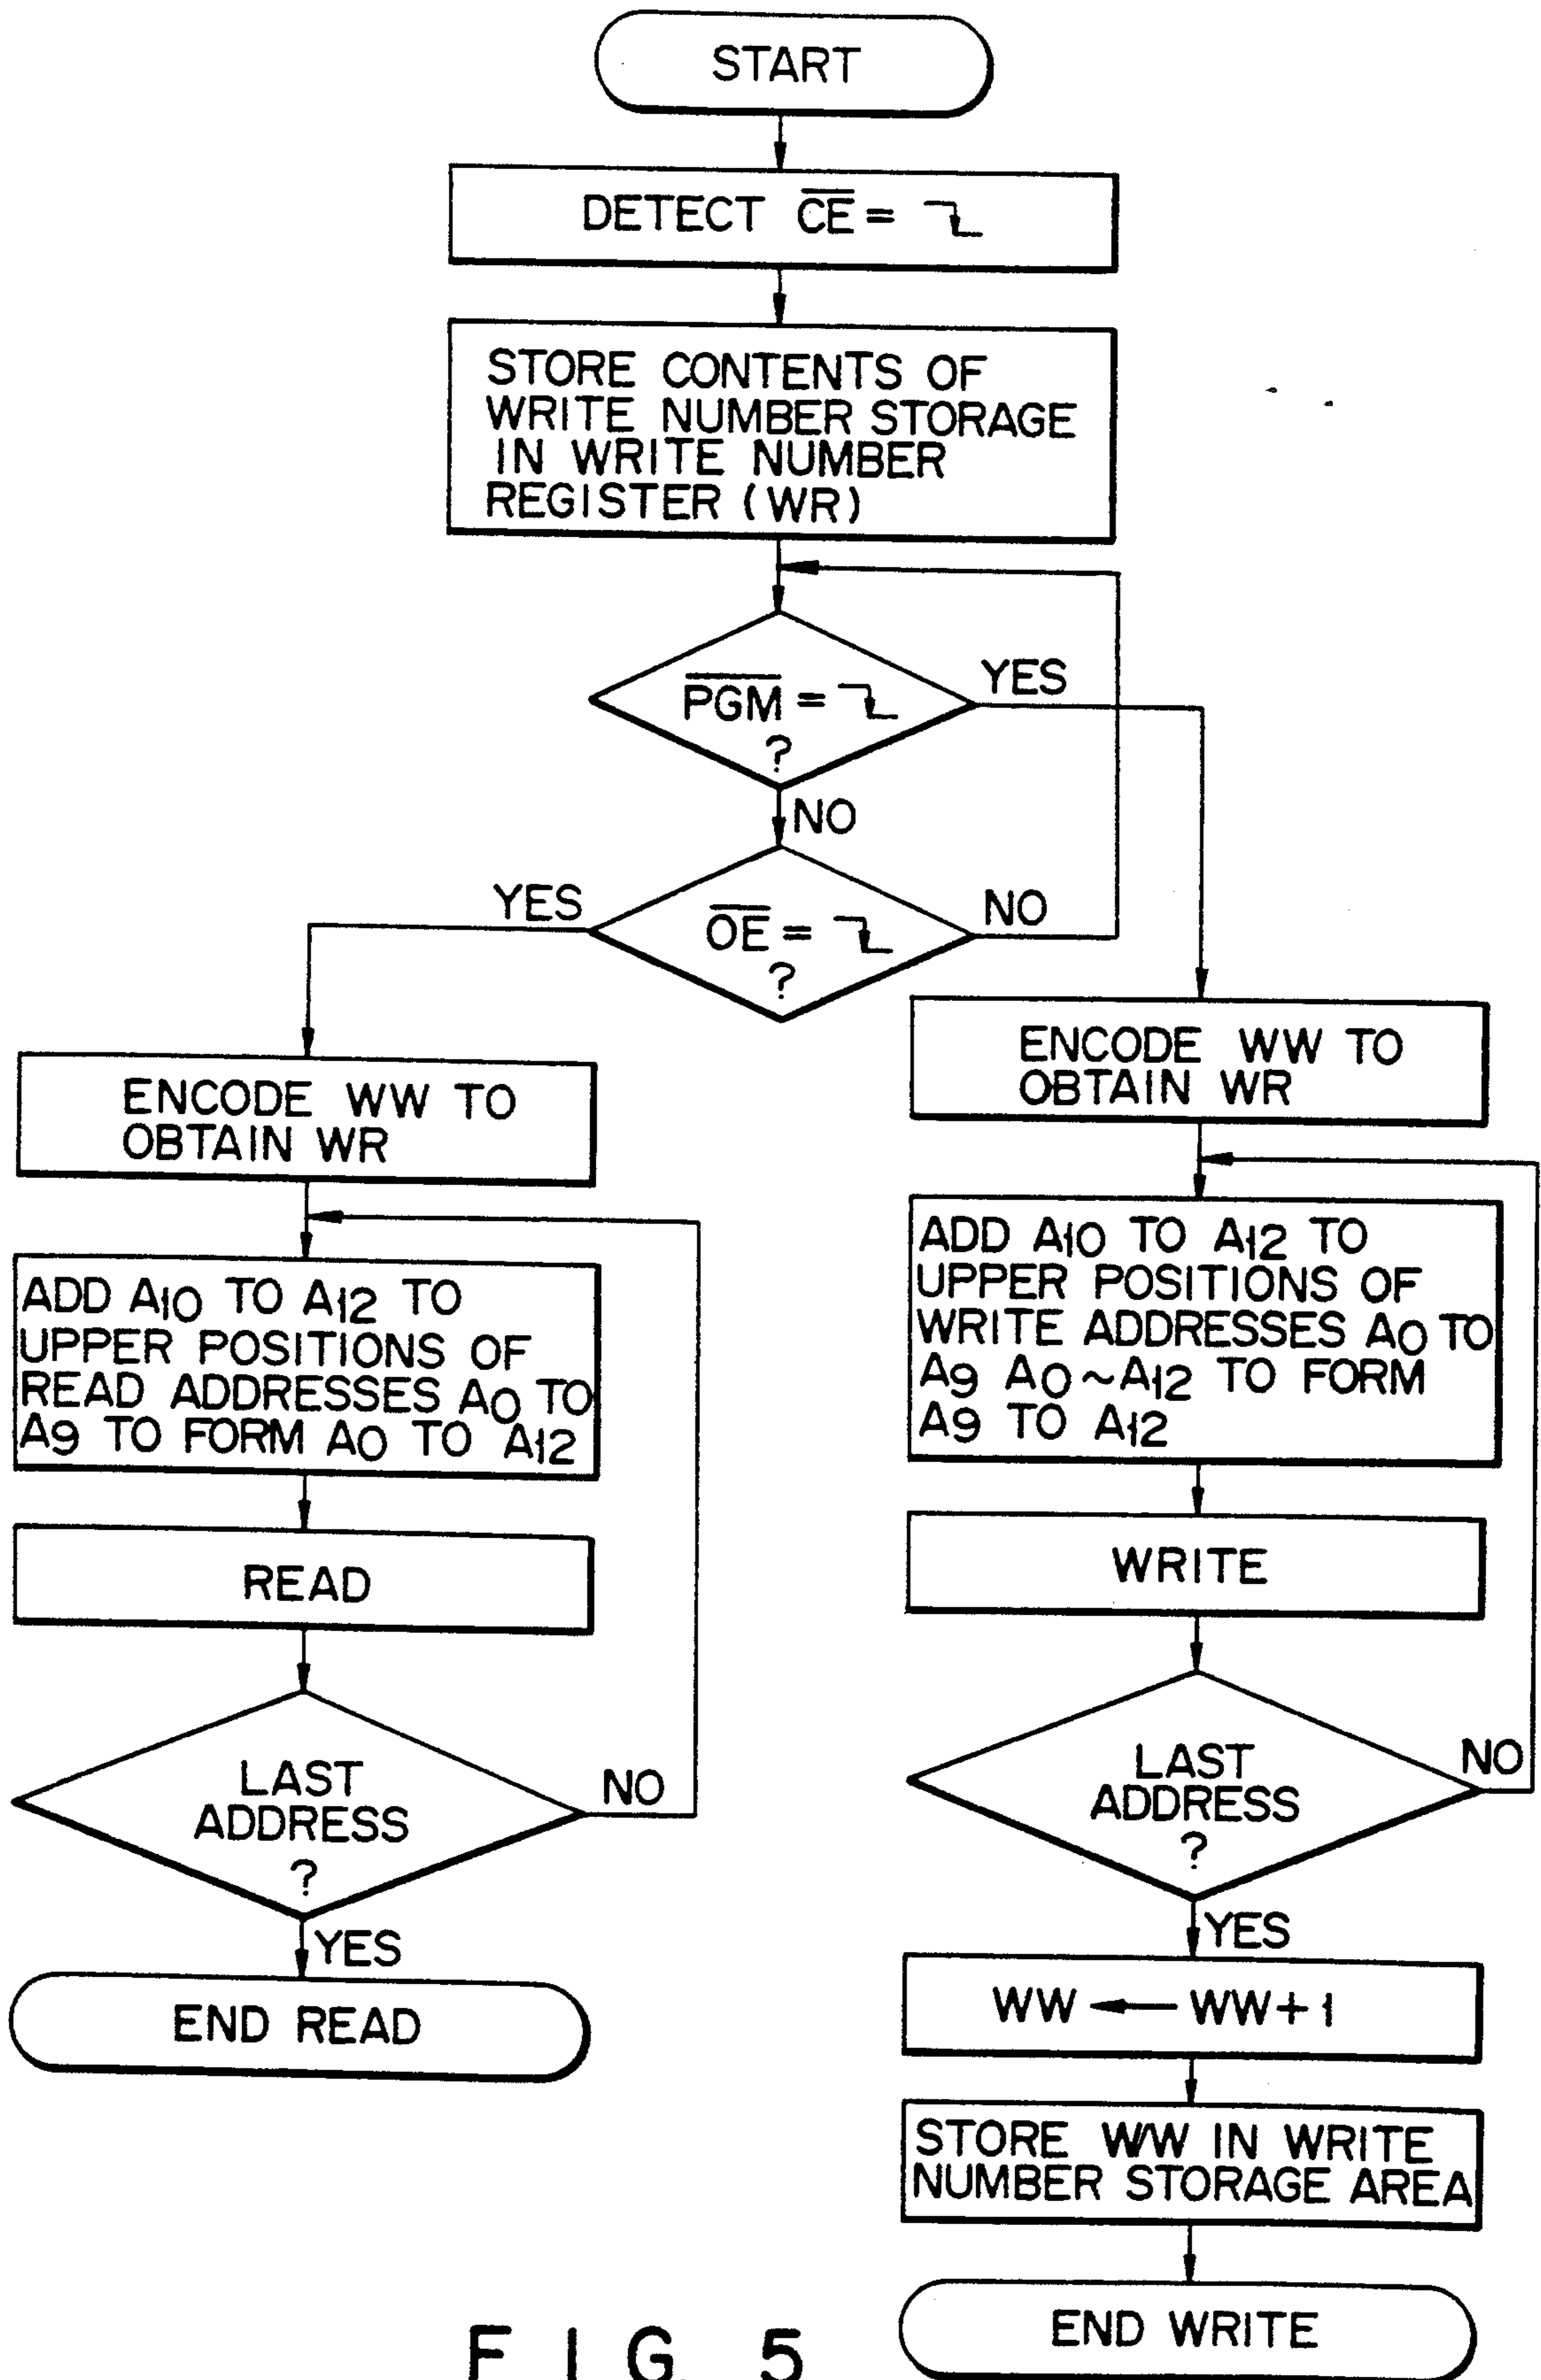 START
DETECT C̅E̅ =
STORE CONTENTS OF
WRITE NUMBER STORAGE
IN WRITE NUMBER
REGISTER (WR)
P̅G̅M̅ =
?
YES
NO
O̅E̅ =
?
YES
NO
ENCODE WW TO
OBTAIN WR
ADD A10 TO A12 TO
UPPER POSITIONS OF
READ ADDRESSES A0 TO
A9 TO FORM A0 TO A12
READ
LAST
ADDRESS
?
NO
YES
END READ
ENCODE WW TO
OBTAIN WR
ADD A10 TO A12 TO
UPPER POSITIONS OF
WRITE ADDRESSES A0 TO
A9 A0~A12 TO FORM
A9 TO A12
WRITE
LAST
ADDRESS
?
NO
YES
WW ← WW+1
STORE WW IN WRITE
NUMBER STORAGE AREA
END WRITE
FIG. 5